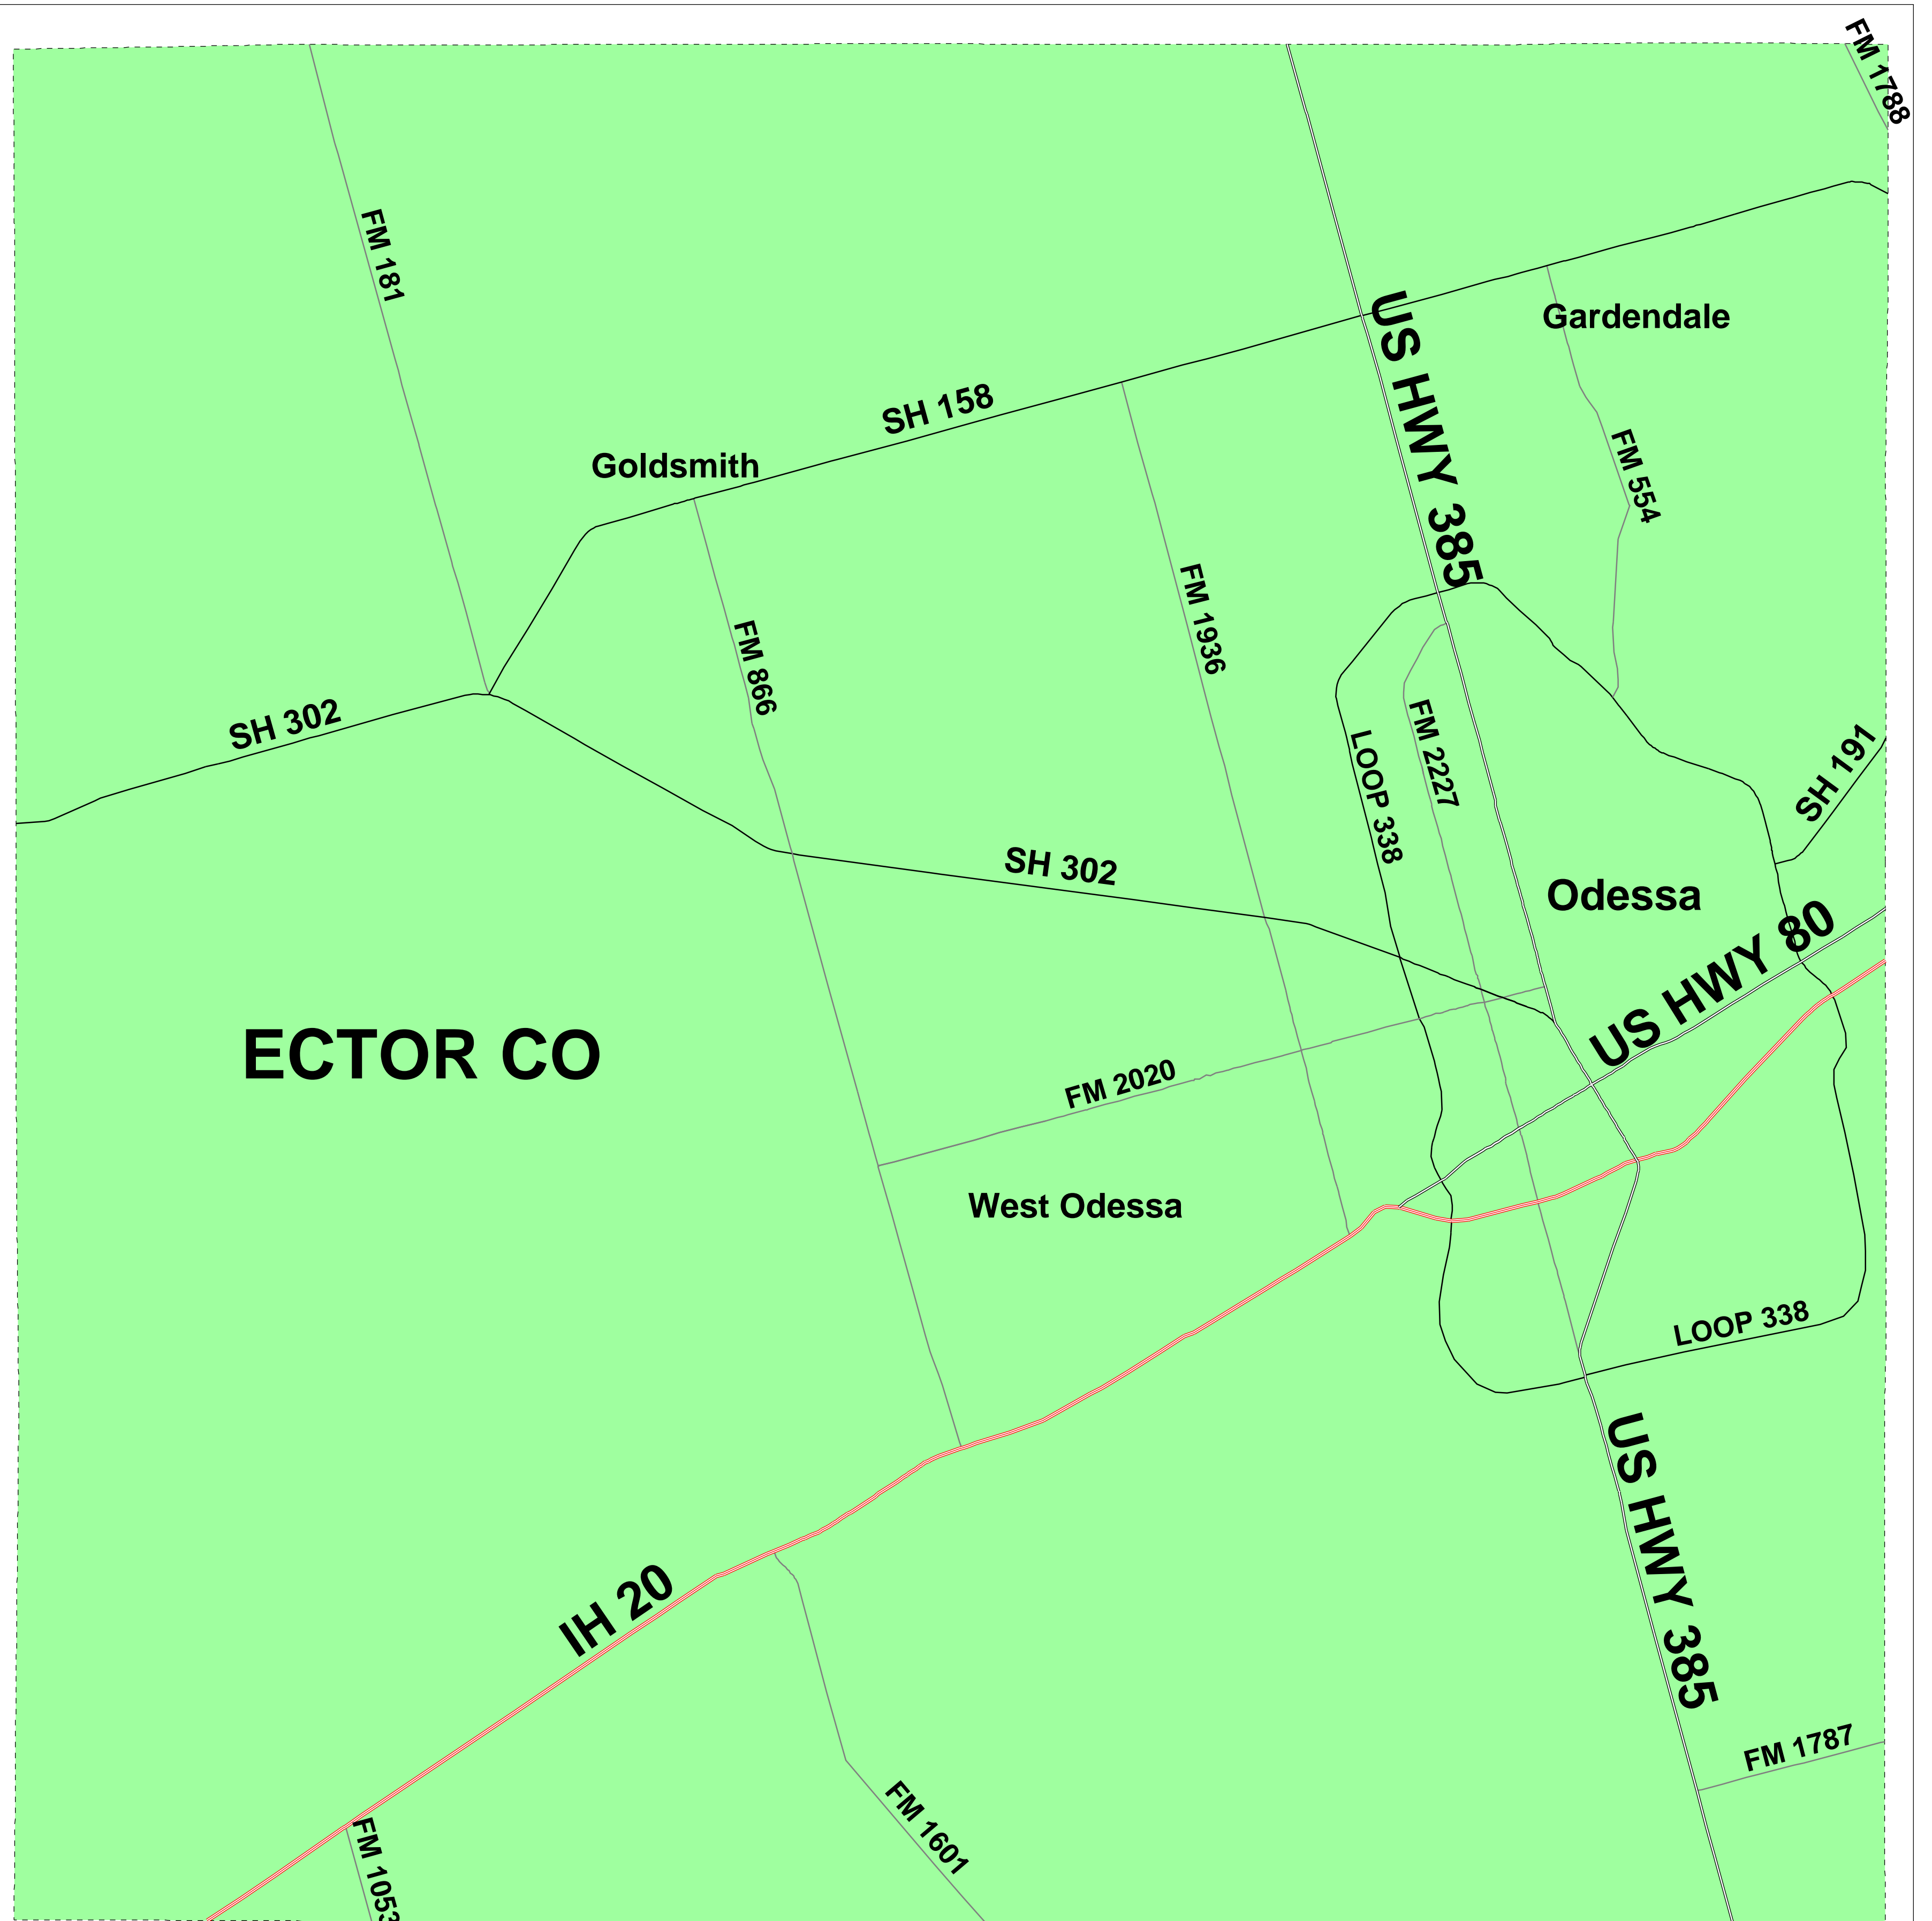 FM 1788
FM 181
US HWY 385
Gardendale
SH 158
Goldsmith
FM 554
FM 1936
FM 866
SH 302
FM 2227
LOOP 338
SH 191
SH 302
Odessa
US HWY 80
ECTOR CO
FM 2020
West Odessa
LOOP 338
US HWY 385
IH 20
FM 1787
FM 1601
FM 1053